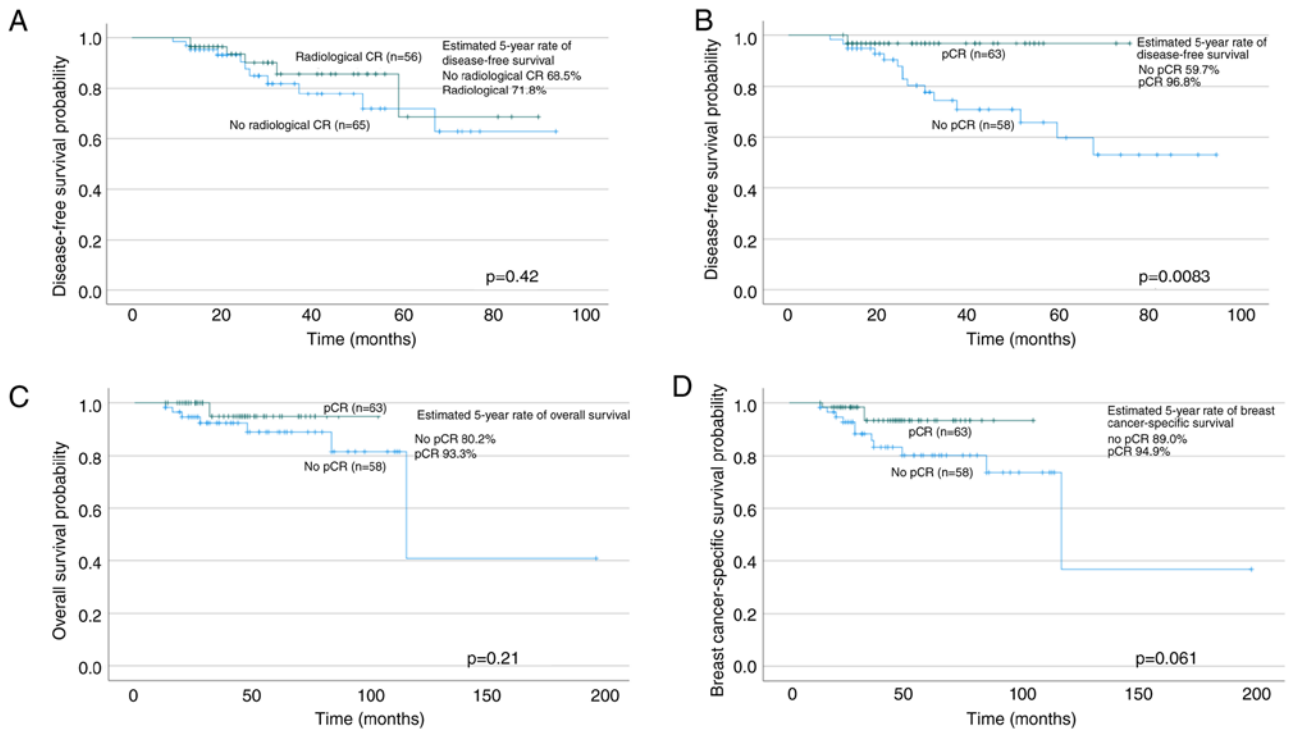 A
Disease-free survival probability
1.0
0.8
0.6
0.4
0.2
0.0
Radiological CR (n=56)
No radiological CR (n=65)
Estimated 5-year rate of
disease-free survival
No radiological CR 68.5%
Radiological 71.8%
p=0.42
0 20 40 60 80 100
Time (months)
B
Disease-free survival probability
1.0
0.8
0.6
0.4
0.2
0.0
pCR (n=63)
No pCR (n=58)
Estimated 5-year rate of
disease-free survival
No pCR 59.7%
pCR 96.8%
p=0.0083
0 20 40 60 80 100
Time (months)
C
Overall survival probability
1.0
0.8
0.6
0.4
0.2
0.0
pCR (n=63)
No pCR (n=58)
Estimated 5-year rate of overall survival
No pCR 80.2%
pCR 93.3%
p=0.21
0 50 100 150 200
Time (months)
D
Breast cancer-specific survival probability
1.0
0.8
0.6
0.4
0.2
0.0
pCR (n=63)
No pCR (n=58)
Estimated 5-year rate of breast
cancer-specific survival
no pCR 89.0%
pCR 94.9%
p=0.061
0 50 100 150 200
Time (months)